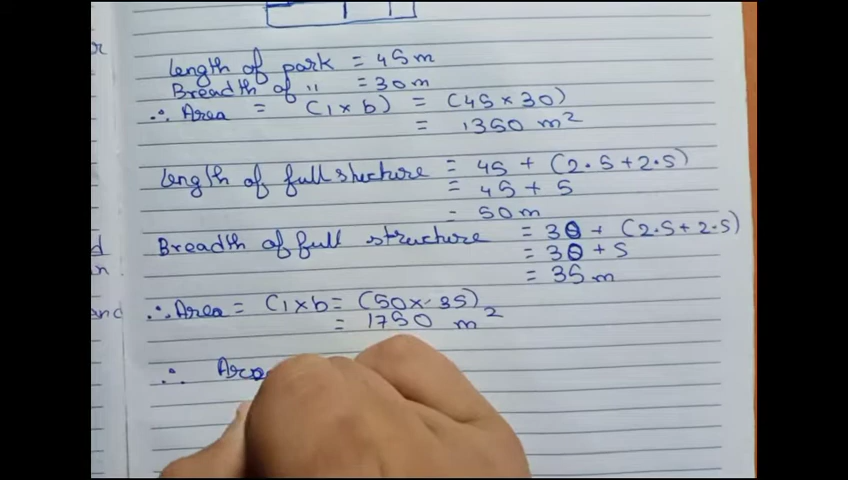 Length of park = 45 m
Breadth of " = 30 m
∴ Area = (l × b) = (45 × 30)
= 1350 m²
Length of full structure = 45 + (2.5 + 2.5)
= 45 + 5
= 50 m
Breadth of full structure = 30 + (2.5 + 2.5)
= 30 + 5
= 35 m
∴ Area = (l × b = (50 × 35)
= 1750 m²
∴ Area